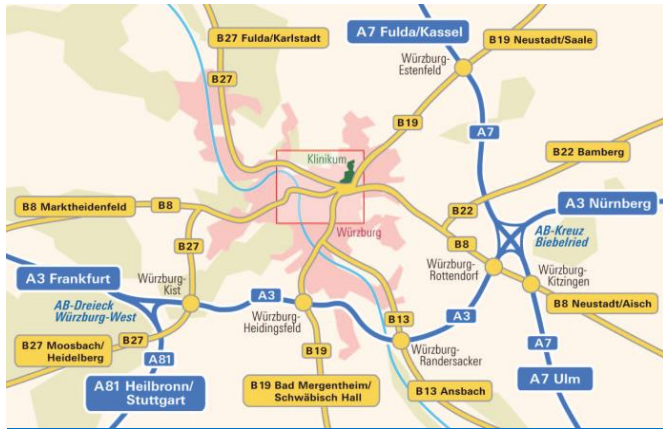 B27 Fulda/Karlstadt
A7 Fulda/Kassel
B19 Neustadt/Saale
Würzburg-
Estenfeld
B27
B19
A7
Klinikum
B22 Bamberg
B8 Marktheidenfeld
B8
B22
A3 Nürnberg
Würzburg
B27
B8
AB-Kreuz
Biebelried
A3 Frankfurt
Würzburg-
Kist
Würzburg-
Rottendorf
Würzburg-
Kitzingen
AB-Dreieck
Würzburg-West
A3
Würzburg-
Heidingsfeld
B13
A3
B8 Neustadt/Aisch
B27 Moosbach/
Heidelberg
B27
A81
B19
Würzburg-
Randersacker
A7
A81 Heilbronn/
Stuttgart
B19 Bad Mergentheim/
Schwäbisch Hall
B13 Ansbach
A7 Ulm